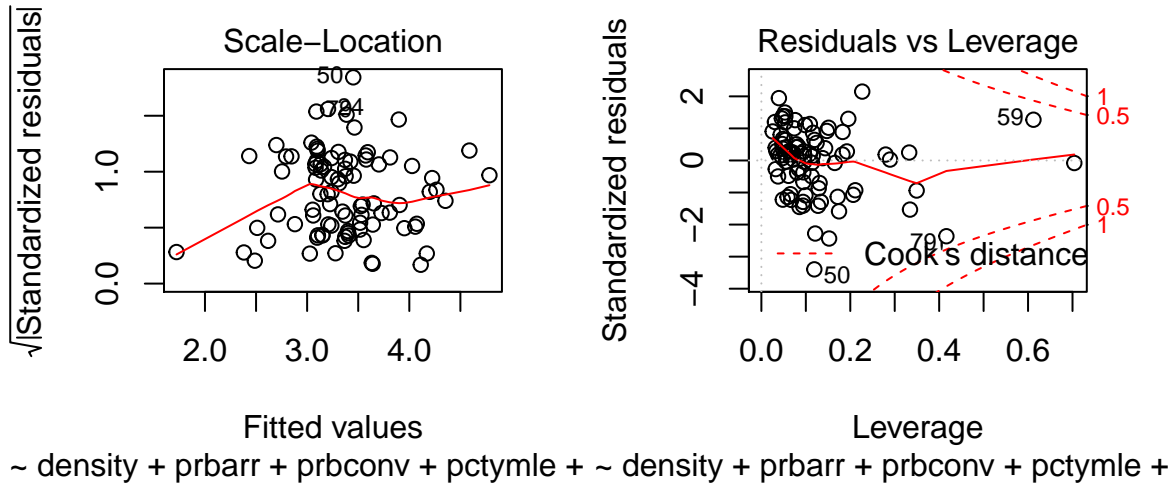 Scale−Location
√|Standardized residuals|
0.0 1.0
50
79 84
2.0 3.0 4.0
Fitted values
~ density + prbarr + prbconv + pctymle +
Residuals vs Leverage
Standardized residuals
−4 −2 0 2
1
0.5
59
0.5
1
79
Cook's distance
50
0.0 0.2 0.4 0.6
Leverage
~ density + prbarr + prbconv + pctymle +